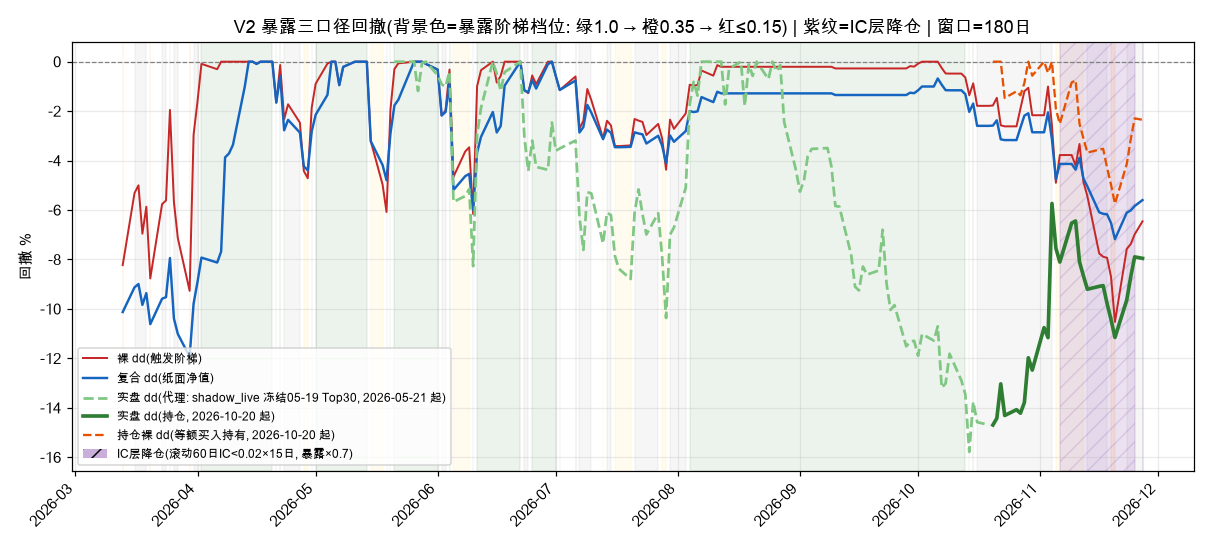 V2 暴露三口径回撤(背景色=暴露阶梯档位: 绿1.0 → 橙0.35 → 红≤0.15) | 紫纹=IC层降仓 | 窗口=180日
回撤 %
0
-2
-4
-6
-8
-10
-12
-14
-16
裸 dd(触发阶梯)
复合 dd(纸面净值)
实盘 dd(代理: shadow_live 冻结05-19 Top30, 2026-05-21 起)
实盘 dd(持仓, 2026-10-20 起)
持仓裸 dd(等额买入持有, 2026-10-20 起)
IC层降仓(滚动60日IC<0.02×15日, 暴露×0.7)
2026-03
2026-04
2026-05
2026-06
2026-07
2026-08
2026-09
2026-10
2026-11
2026-12